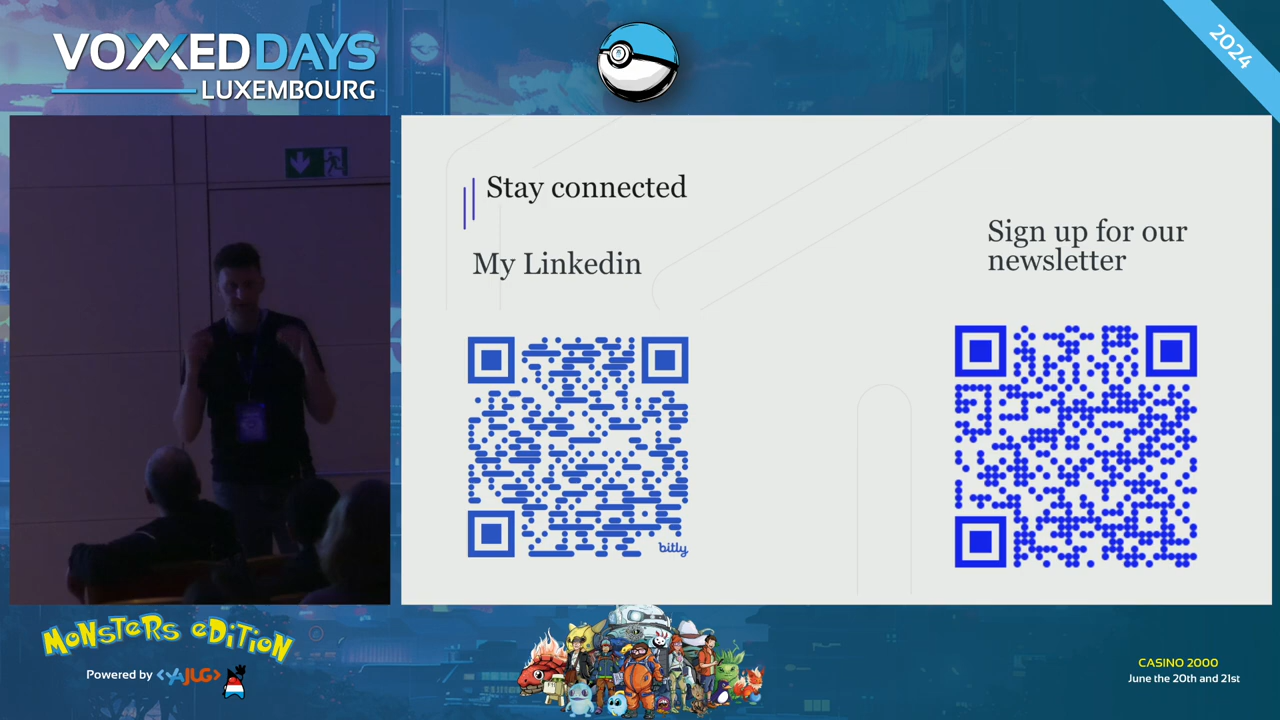 VOXXEDDAYS
LUXEMBOURG
2024
Stay connected
My Linkedin
Sign up for our
newsletter
bitly
MONSTERS EDITION
Powered by <YAJUG>
CASINO 2000
June the 20th and 21st